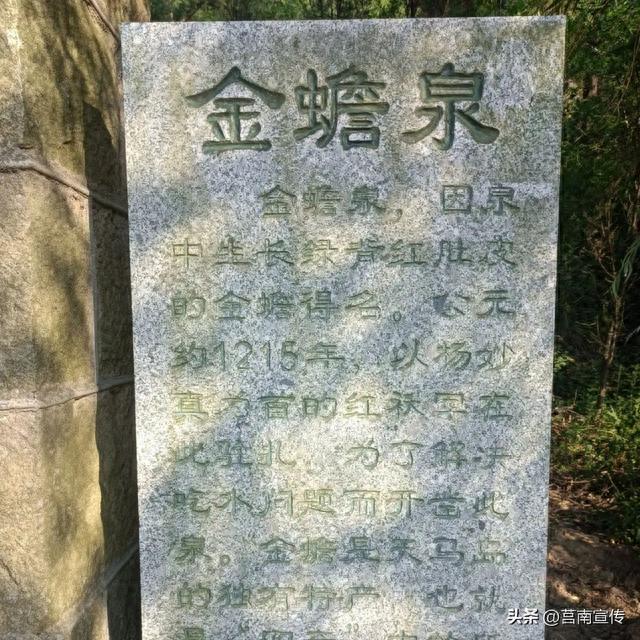 金蟾泉
金蟾泉，因泉
中生长绿背红肚皮
的金蟾得名。公元
约1215年，以杨妙
真为首的红袄军在
此驻扎，为了解决
吃水问题而开凿此
泉。金蟾是天马岛
的独有特产，也就
是
头条 @莒南宣传